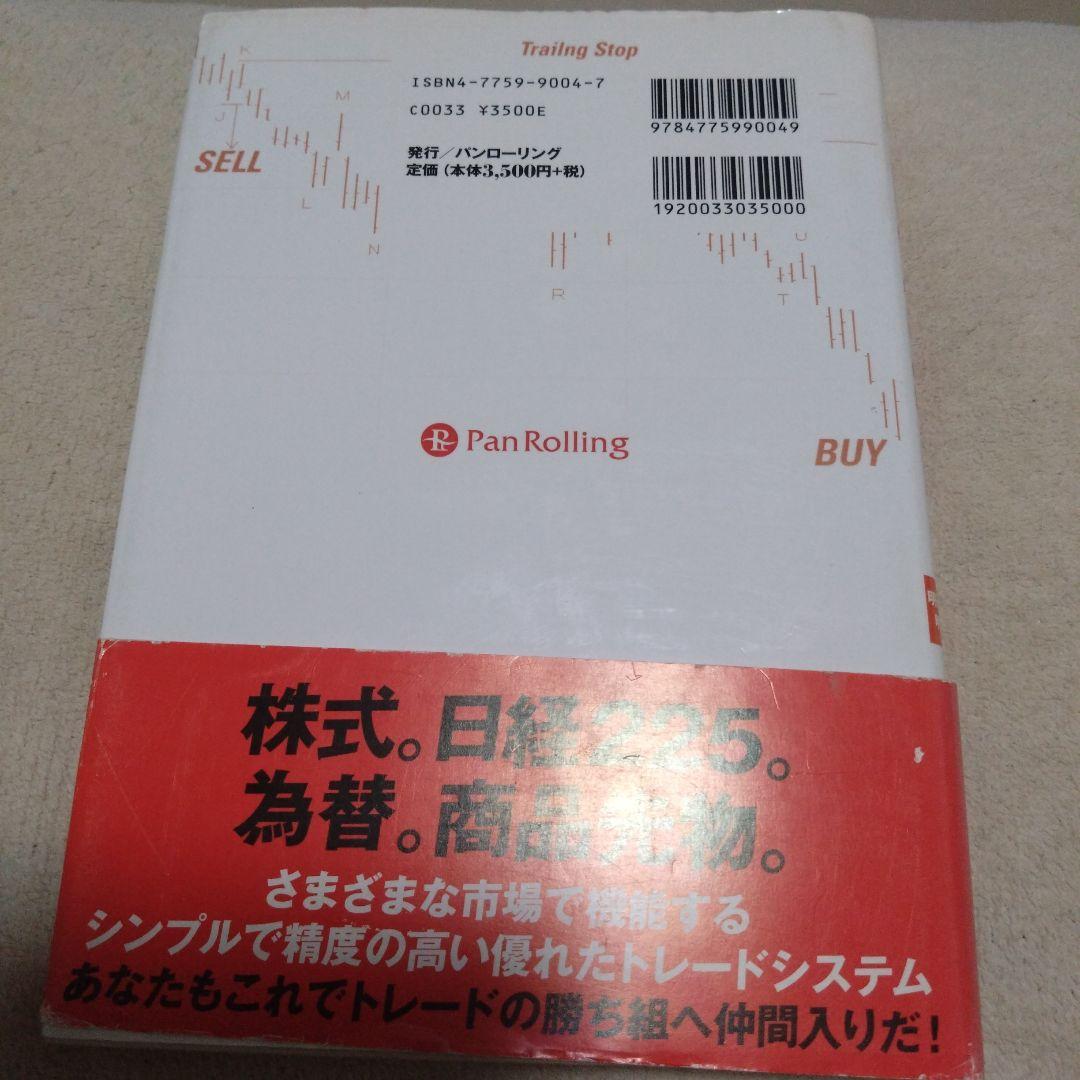 Trailng Stop
K
ISBN4-7759-9004-7
C0033 ¥3500E
9784775990049
J
M
発行／パンローリング
定価（本体3,500円+税）
SELL
L
1920033035000
N
U
R
T
Pan Rolling
BUY
株式。日経225。
為替。商品先物。
さまざまな市場で機能する
シンプルで精度の高い優れたトレードシステム
あなたもこれでトレードの勝ち組へ仲間入りだ！